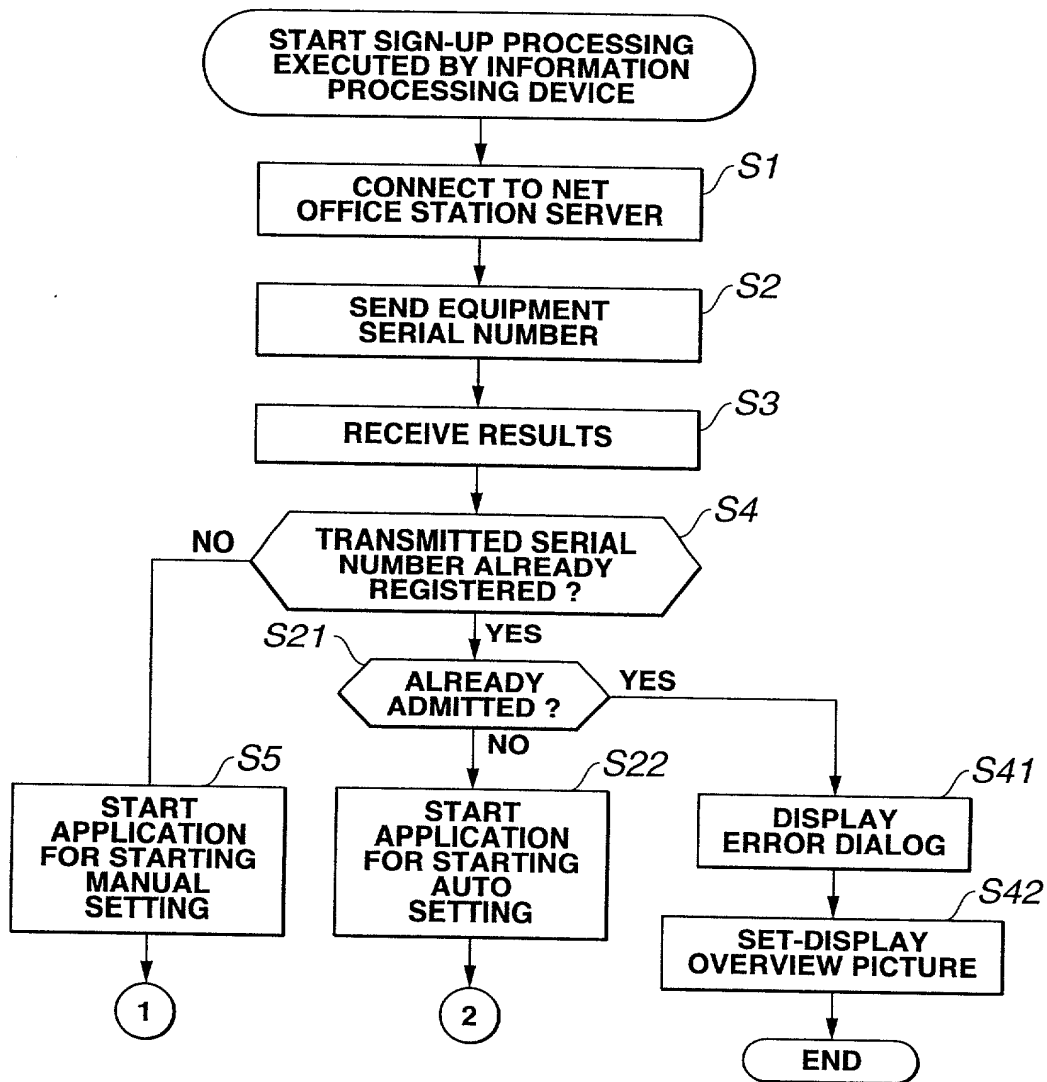 START SIGN-UP PROCESSING
EXECUTED BY INFORMATION
PROCESSING DEVICE
S1
CONNECT TO NET
OFFICE STATION SERVER
S2
SEND EQUIPMENT
SERIAL NUMBER
S3
RECEIVE RESULTS
S4
NO
TRANSMITTED SERIAL
NUMBER ALREADY
REGISTERED ?
YES
S21
ALREADY
ADMITTED ?
YES
NO
S5
START
APPLICATION
FOR STARTING
MANUAL
SETTING
1
S22
START
APPLICATION
FOR STARTING
AUTO
SETTING
2
S41
DISPLAY
ERROR DIALOG
S42
SET-DISPLAY
OVERVIEW PICTURE
END